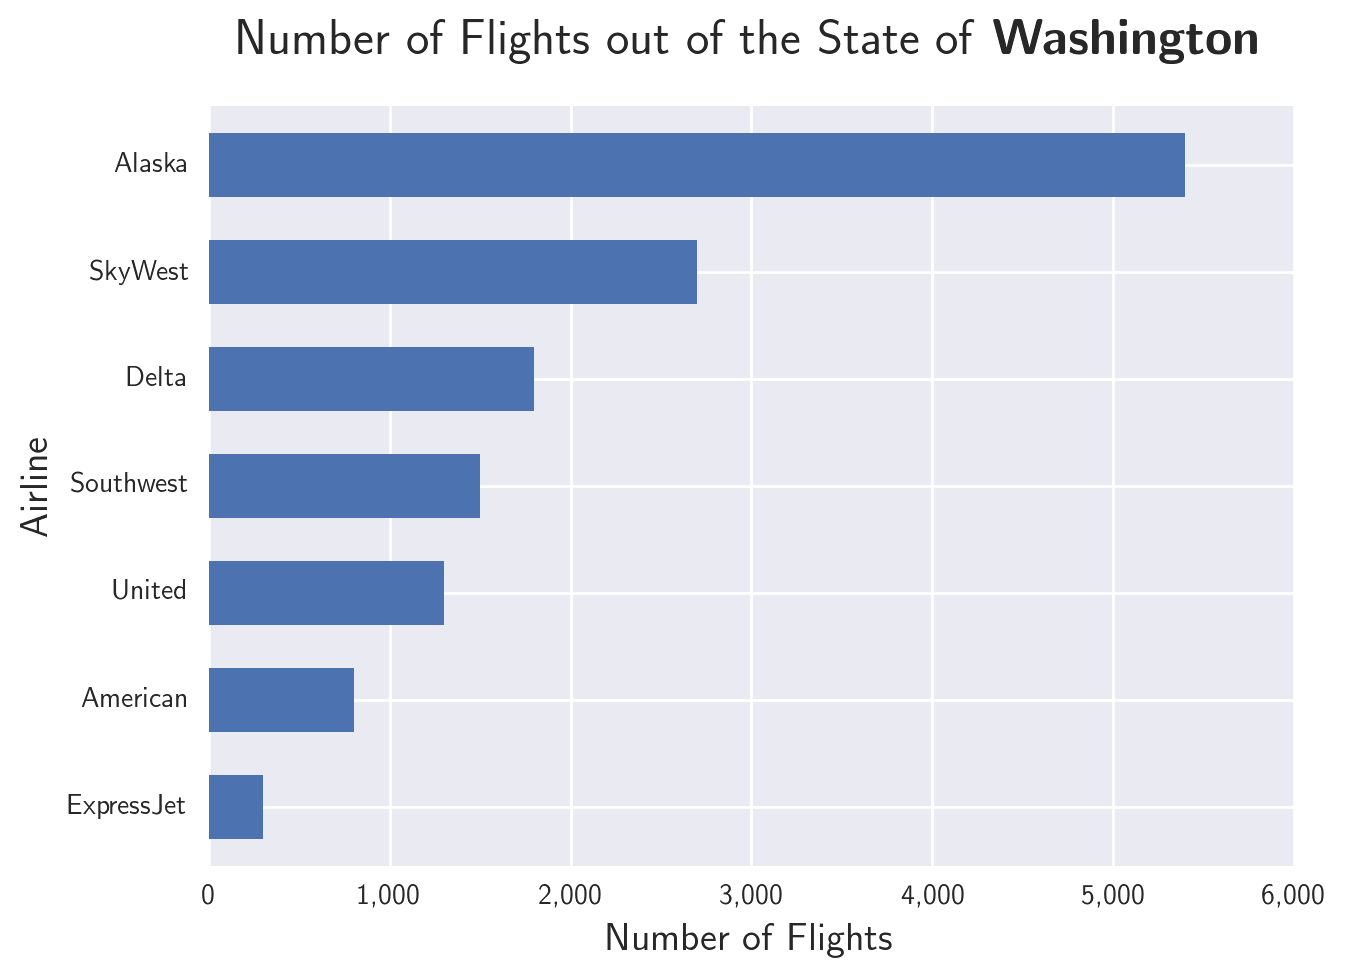 Number of Flights out of the State of Washington
Alaska
SkyWest
Delta
Southwest
United
American
ExpressJet
Airline
0 1,000 2,000 3,000 4,000 5,000 6,000
Number of Flights